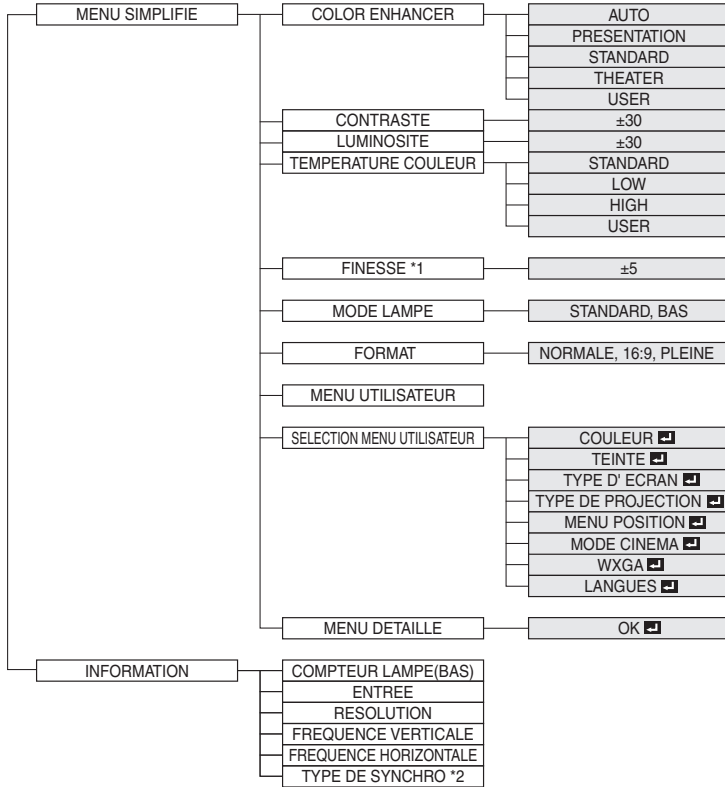 MENU SIMPLIFIE
COLOR ENHANCER
AUTO
PRESENTATION
STANDARD
THEATER
USER
CONTRASTE
±30
LUMINOSITE
±30
TEMPERATURE COULEUR
STANDARD
LOW
HIGH
USER
FINESSE *1
±5
MODE LAMPE
STANDARD, BAS
FORMAT
NORMALE, 16:9, PLEINE
MENU UTILISATEUR
SELECTION MENU UTILISATEUR
COULEUR
TEINTE
TYPE D' ECRAN
TYPE DE PROJECTION
MENU POSITION
MODE CINEMA
WXGA
LANGUES
MENU DETAILLE
OK
INFORMATION
COMPTEUR LAMPE(BAS)
ENTREE
RESOLUTION
FREQUENCE VERTICALE
FREQUENCE HORIZONTALE
TYPE DE SYNCHRO *2